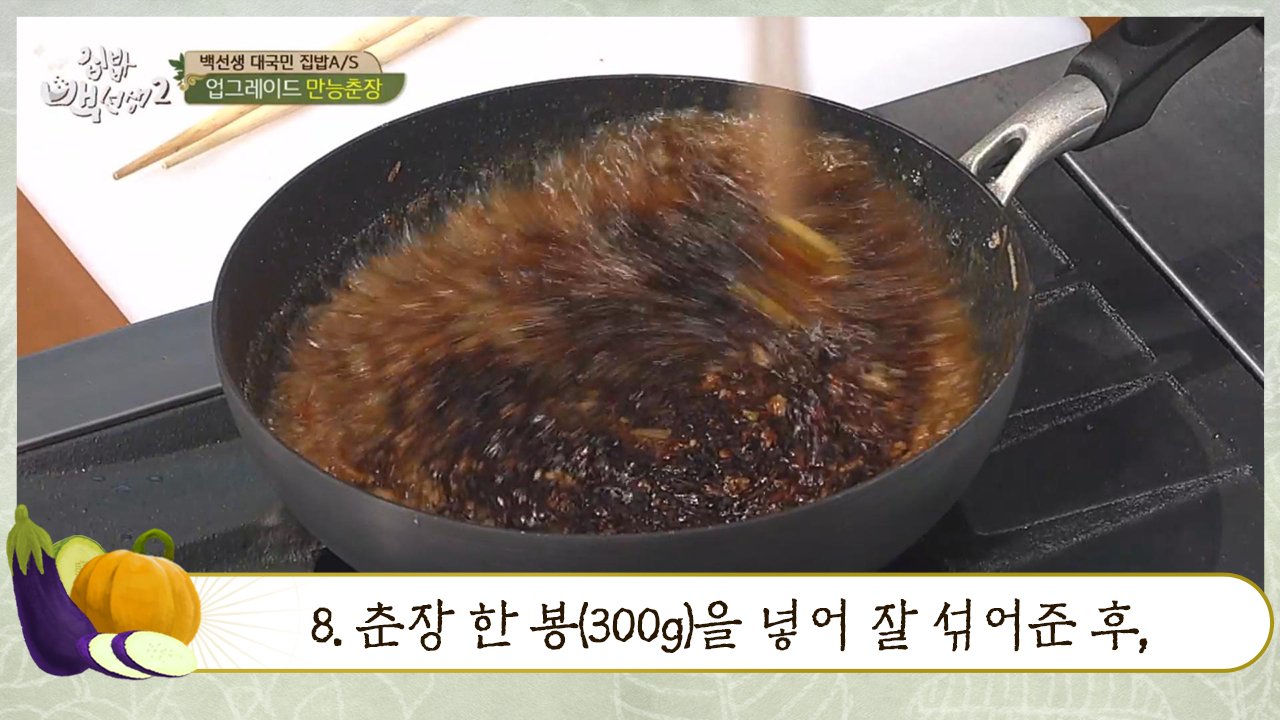 집밥
백선생2
백선생 대국민 집밥A/S
업그레이드 만능춘장
8. 춘장 한 봉(300g)을 넣어 잘 섞어준 후,